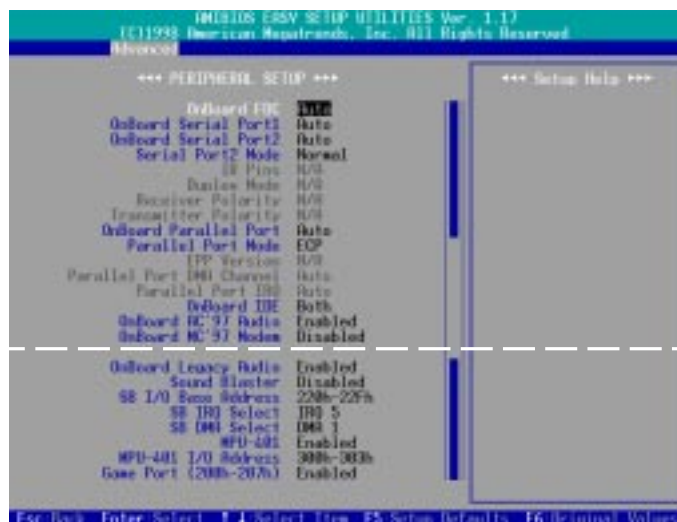 AMIBIOS EASY SETUP UTILITIES Ver. 1.17
(C)1998 American Megatrends, Inc. All Rights Reserved
Advanced
*** PERIPHERAL SETUP ***
*** Setup Help ***
OnBoard FDC Auto
OnBoard Serial Port1 Auto
OnBoard Serial Port2 Auto
Serial Port2 Mode Normal
IR Pins N/A
Duplex Mode N/A
Receiver Polarity N/A
Transmitter Polarity N/A
OnBoard Parallel Port Auto
Parallel Port Mode ECP
EPP Version N/A
Parallel Port DMA Channel Auto
Parallel Port IRQ Auto
OnBoard IDE Both
OnBoard AC'97 Audio Enabled
OnBoard MC'97 Modem Disabled
OnBoard Legacy Audio Enabled
Sound Blaster Disabled
SB I/O Base Address 220h-22Fh
SB IRQ Select IRQ 5
SB DMA Select DMA 1
MPU-401 Enabled
MPU-401 I/O Address 300h-303h
Game Port (200h-207h) Enabled
Esc:Back Enter:Select ↑↓:Select Item F5:Setup Defaults F6:Original Values